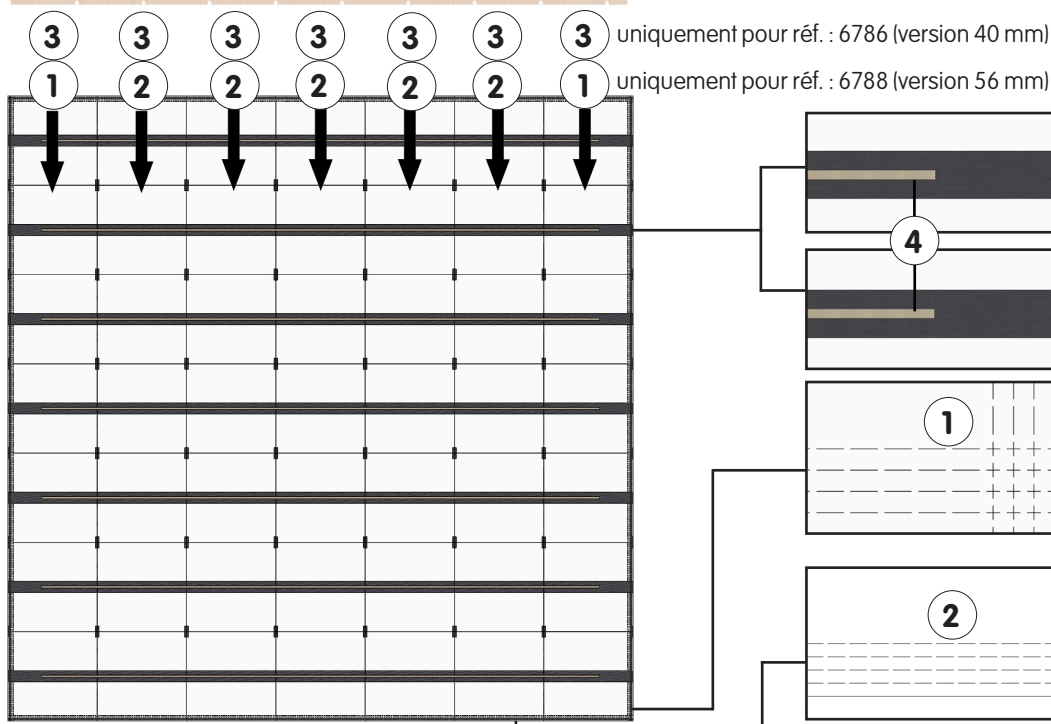 3 3 3 3 3 3 3 uniquement pour réf. : 6786 (version 40 mm)
1 2 2 2 2 2 1 uniquement pour réf. : 6788 (version 56 mm)
4
1
2